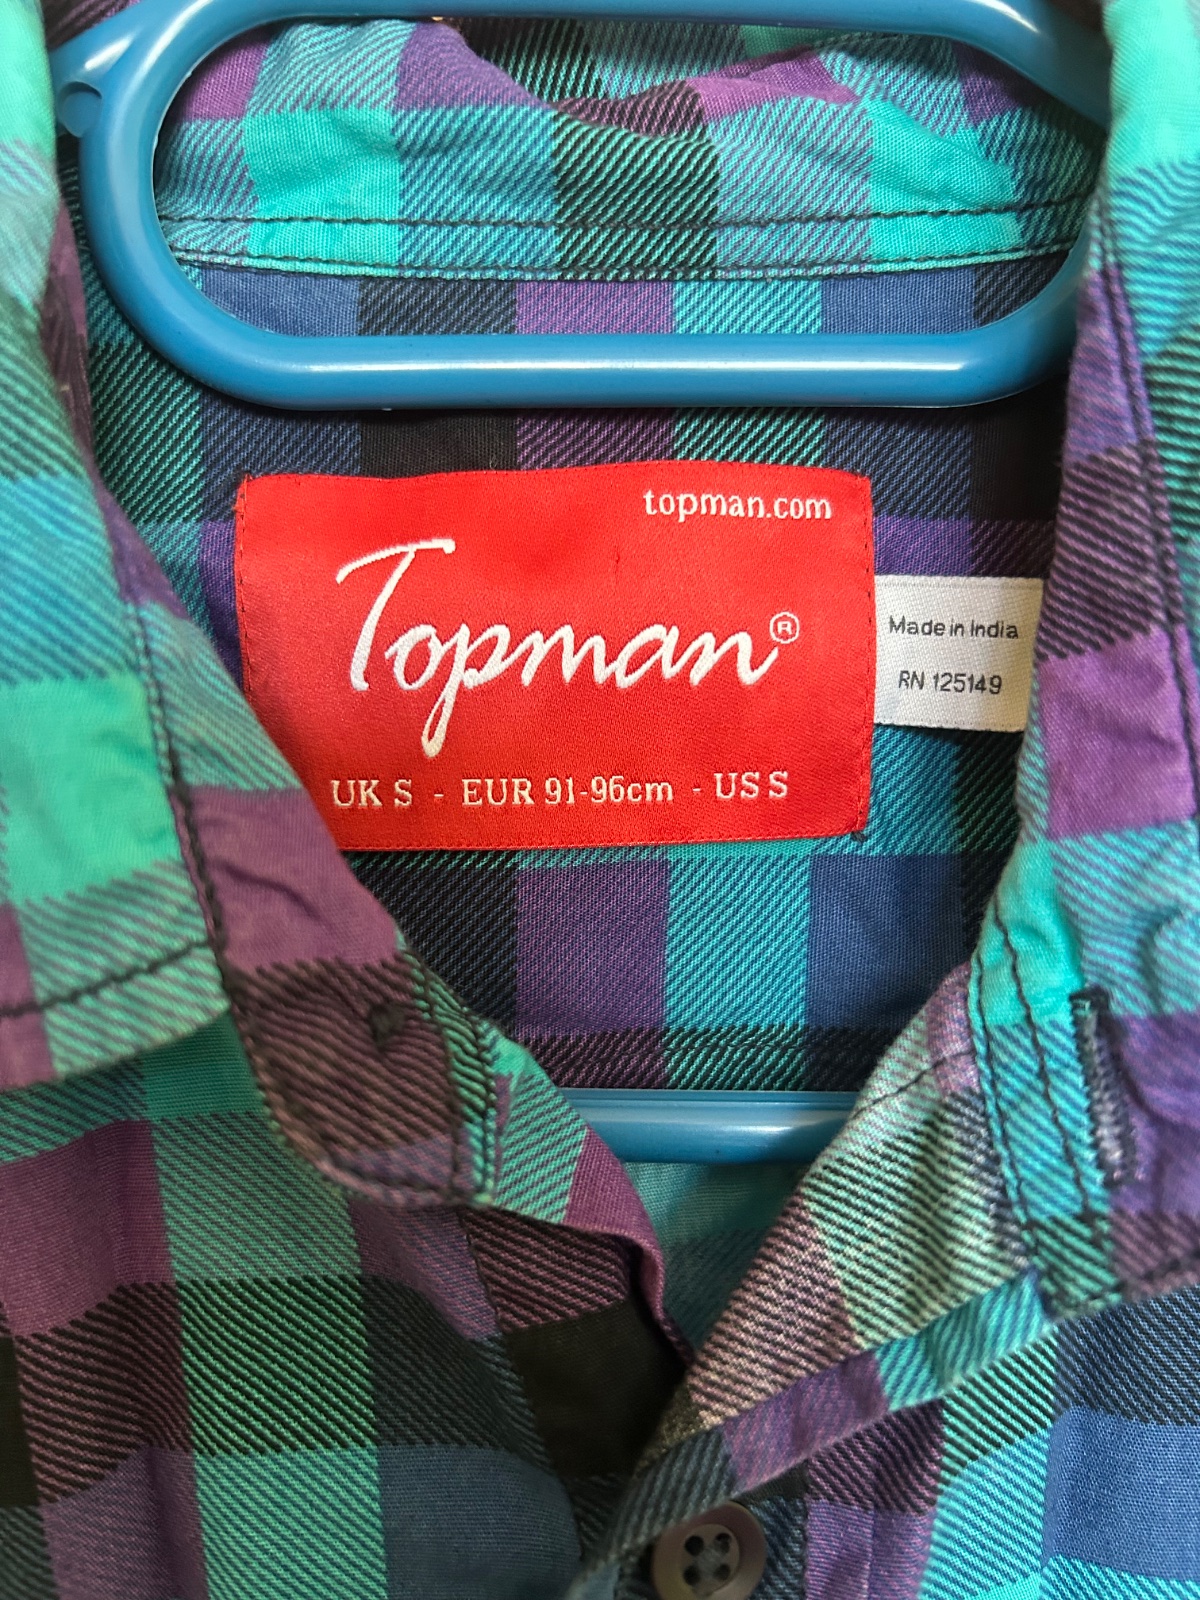 topman.com
Topman®
UK S - EUR 91-96cm - US S
Made in India
RN 125149